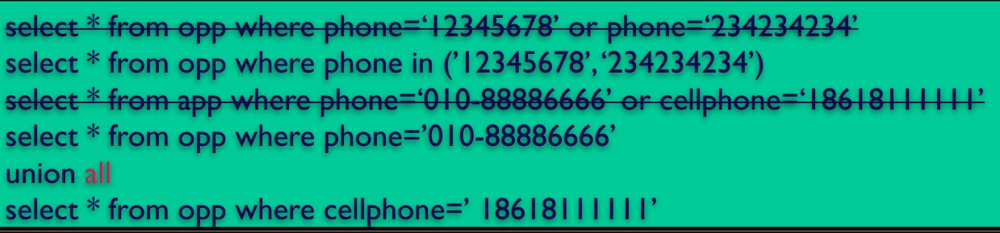 select * from opp where phone=‘12345678’ or phone=‘234234234’
select * from opp where phone in (’12345678’,‘234234234’)
select * from app where phone=‘010-88886666’ or cellphone=‘18618111111’
select * from opp where phone=’010-88886666’
union all
select * from opp where cellphone=’ 18618111111’